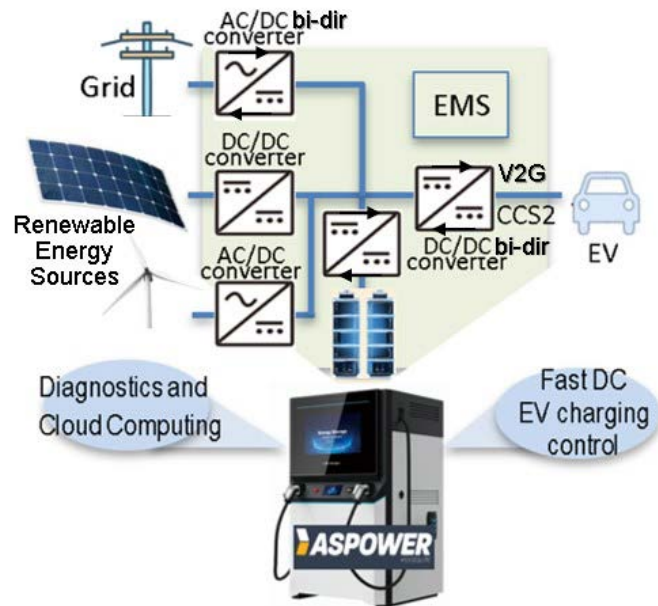 AC/DC bi-dir
converter
Grid
EMS
DC/DC
converter
V2G
CCS2
Renewable
Energy
Sources
AC/DC
converter
DC/DC bi-dir
converter
EV
Diagnostics and
Cloud Computing
Fast DC
EV charging
control
ASPOWER